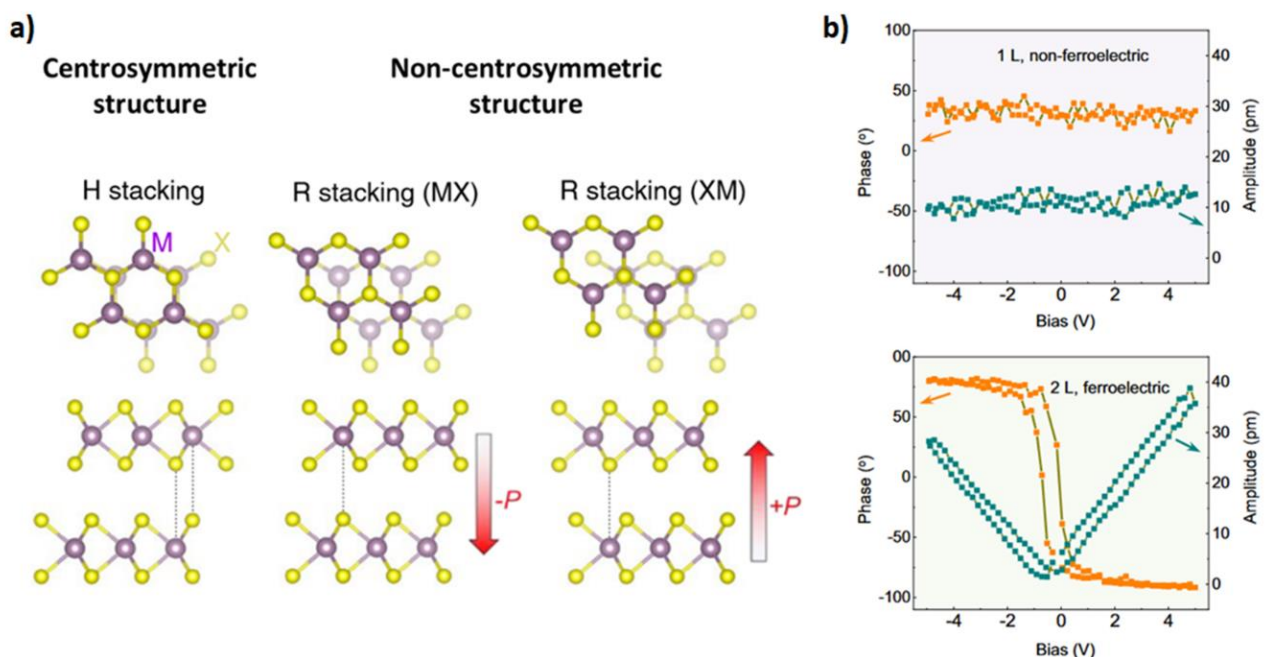 a)
Centrosymmetric
structure
Non-centrosymmetric
structure
H stacking
R stacking (MX)
R stacking (XM)
M
X
-P
+P
b)
100
50
0
-50
-100
Phase (º)
1 L, non-ferroelectric
40
30
20
10
0
Amplitude (pm)
-4 -2 0 2 4
Bias (V)
00
50
0
-50
-100
Phase (º)
2 L, ferroelectric
40
30
20
10
0
Amplitude (pm)
-4 -2 0 2 4
Bias (V)